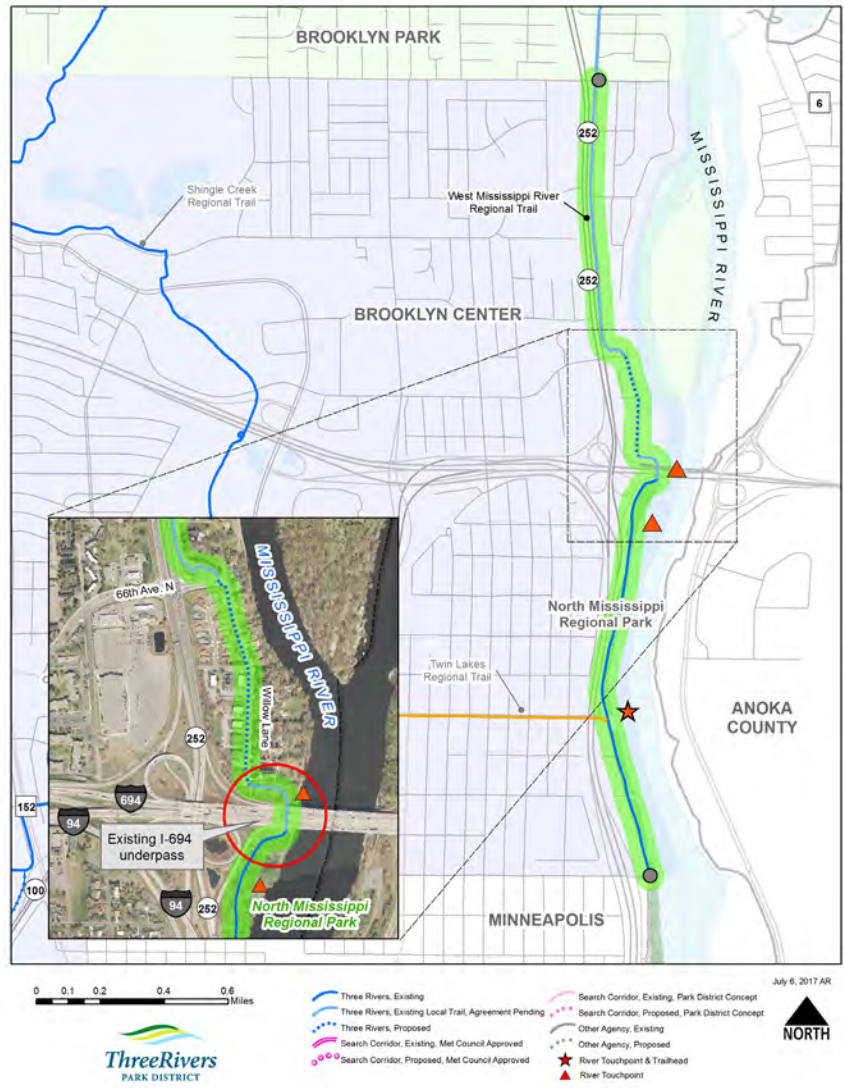 BROOKLYN PARK
6
252
MISSISSIPPI RIVER
Shingle Creek
Regional Trail
West Mississippi River
Regional Trail
252
BROOKLYN CENTER
North Mississippi
Regional Park
Twin Lakes
Regional Trail
ANOKA
COUNTY
MINNEAPOLIS
66th Ave. N
MISSISSIPPI RIVER
Willow Lane
252
694
94
152
Existing I-694
underpass
100
94
252
North Mississippi
Regional Park
July 6, 2017 AR
0 0.1 0.2 0.4 0.6
Miles
ThreeRivers
PARK DISTRICT
Three Rivers, Existing
Three Rivers, Existing Local Trail, Agreement Pending
Three Rivers, Proposed
Search Corridor, Existing, Met Council Approved
Search Corridor, Proposed, Met Council Approved
Search Corridor, Existing, Park District Concept
Search Corridor, Proposed, Park District Concept
Other Agency, Existing
Other Agency, Proposed
River Touchpoint & Trailhead
River Touchpoint
NORTH